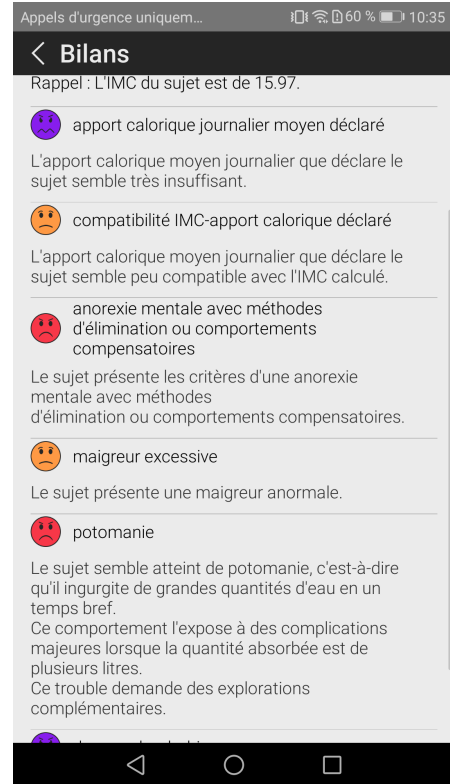 Appels d'urgence uniquem... 60 % 10:35
Bilans
Rappel : L'IMC du sujet est de 15.97.
apport calorique journalier moyen déclaré
L'apport calorique moyen journalier que déclare le
sujet semble très insuffisant.
compatibilité IMC-apport calorique déclaré
L'apport calorique moyen journalier que déclare le
sujet semble peu compatible avec l'IMC calculé.
anorexie mentale avec méthodes
d'élimination ou comportements
compensatoires
Le sujet présente les critères d'une anorexie
mentale avec méthodes
d'élimination ou comportements compensatoires.
maigreur excessive
Le sujet présente une maigreur anormale.
potomanie
Le sujet semble atteint de potomanie, c'est-à-dire
qu'il ingurgite de grandes quantités d'eau en un
temps bref.
Ce comportement l'expose à des complications
majeures lorsque la quantité absorbée est de
plusieurs litres.
Ce trouble demande des explorations
complémentaires.